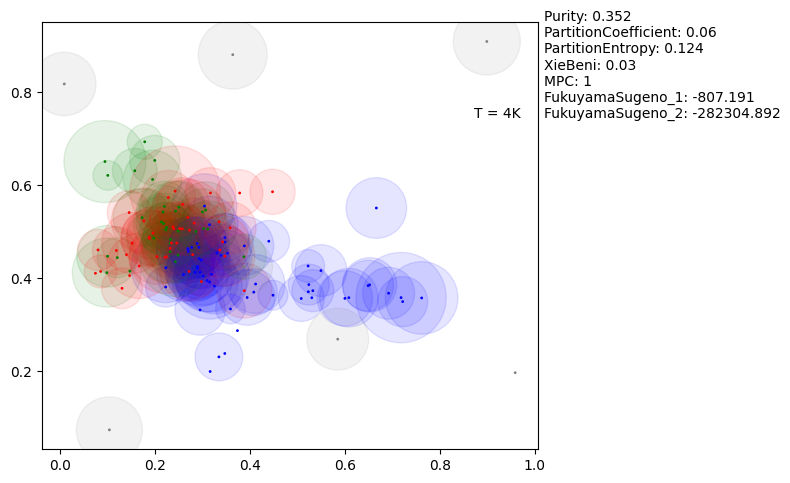 Purity: 0.352
PartitionCoefficient: 0.06
PartitionEntropy: 0.124
XieBeni: 0.03
MPC: 1
FukuyamaSugeno_1: -807.191
FukuyamaSugeno_2: -282304.892
T = 4K
0.8
0.6
0.4
0.2
0.0 0.2 0.4 0.6 0.8 1.0